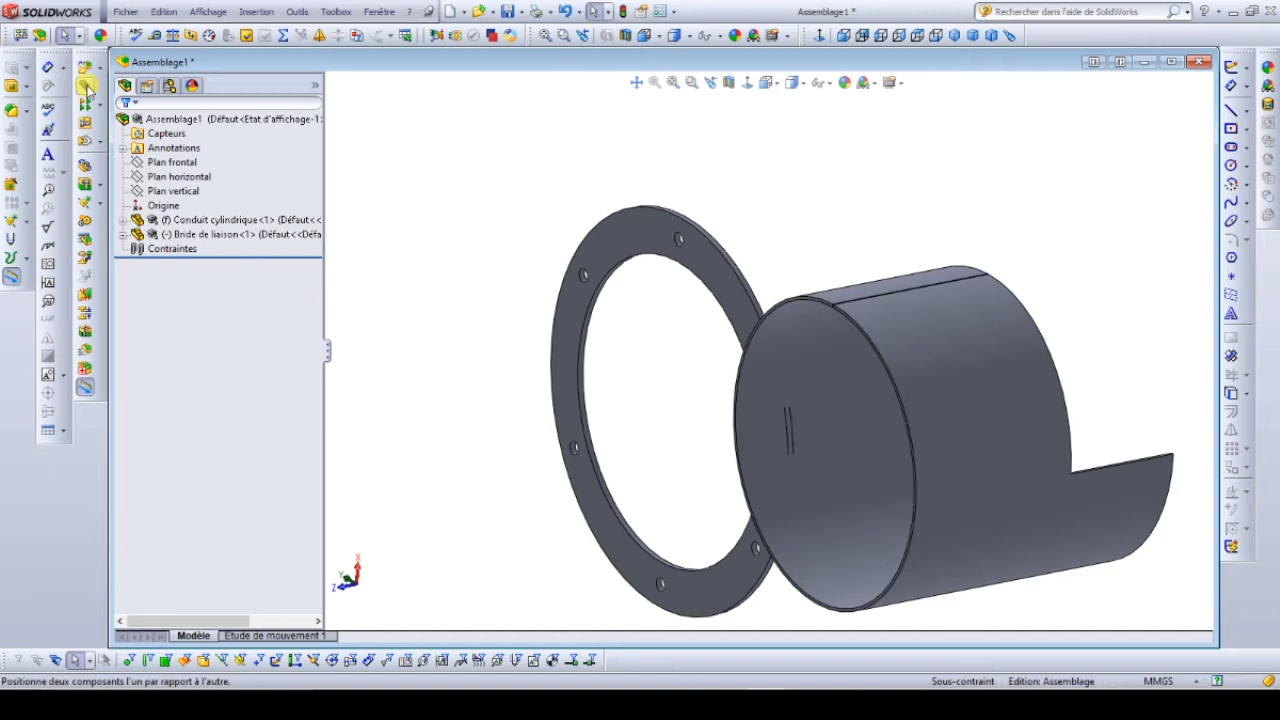 SOLIDWORKS Fichier Edition Affichage Insertion Outils Toolbox Fenêtre ? Assemblage1 * Rechercher dans l'aide de SolidWorks
Assemblage1 *
Assemblage1 (Défaut<Etat d'affichage-1:
Capteurs
Annotations
Plan frontal
Plan horizontal
Plan vertical
Origine
(f) Conduit cylindrique<1> (Défaut<<
(-) Bride de liaison<1> (Défaut<<Défa
Contraintes
X
Y
Z
Modèle Etude de mouvement 1
Positionne deux composants l'un par rapport à l'autre. Sous-contraint Edition: Assemblage MMGS